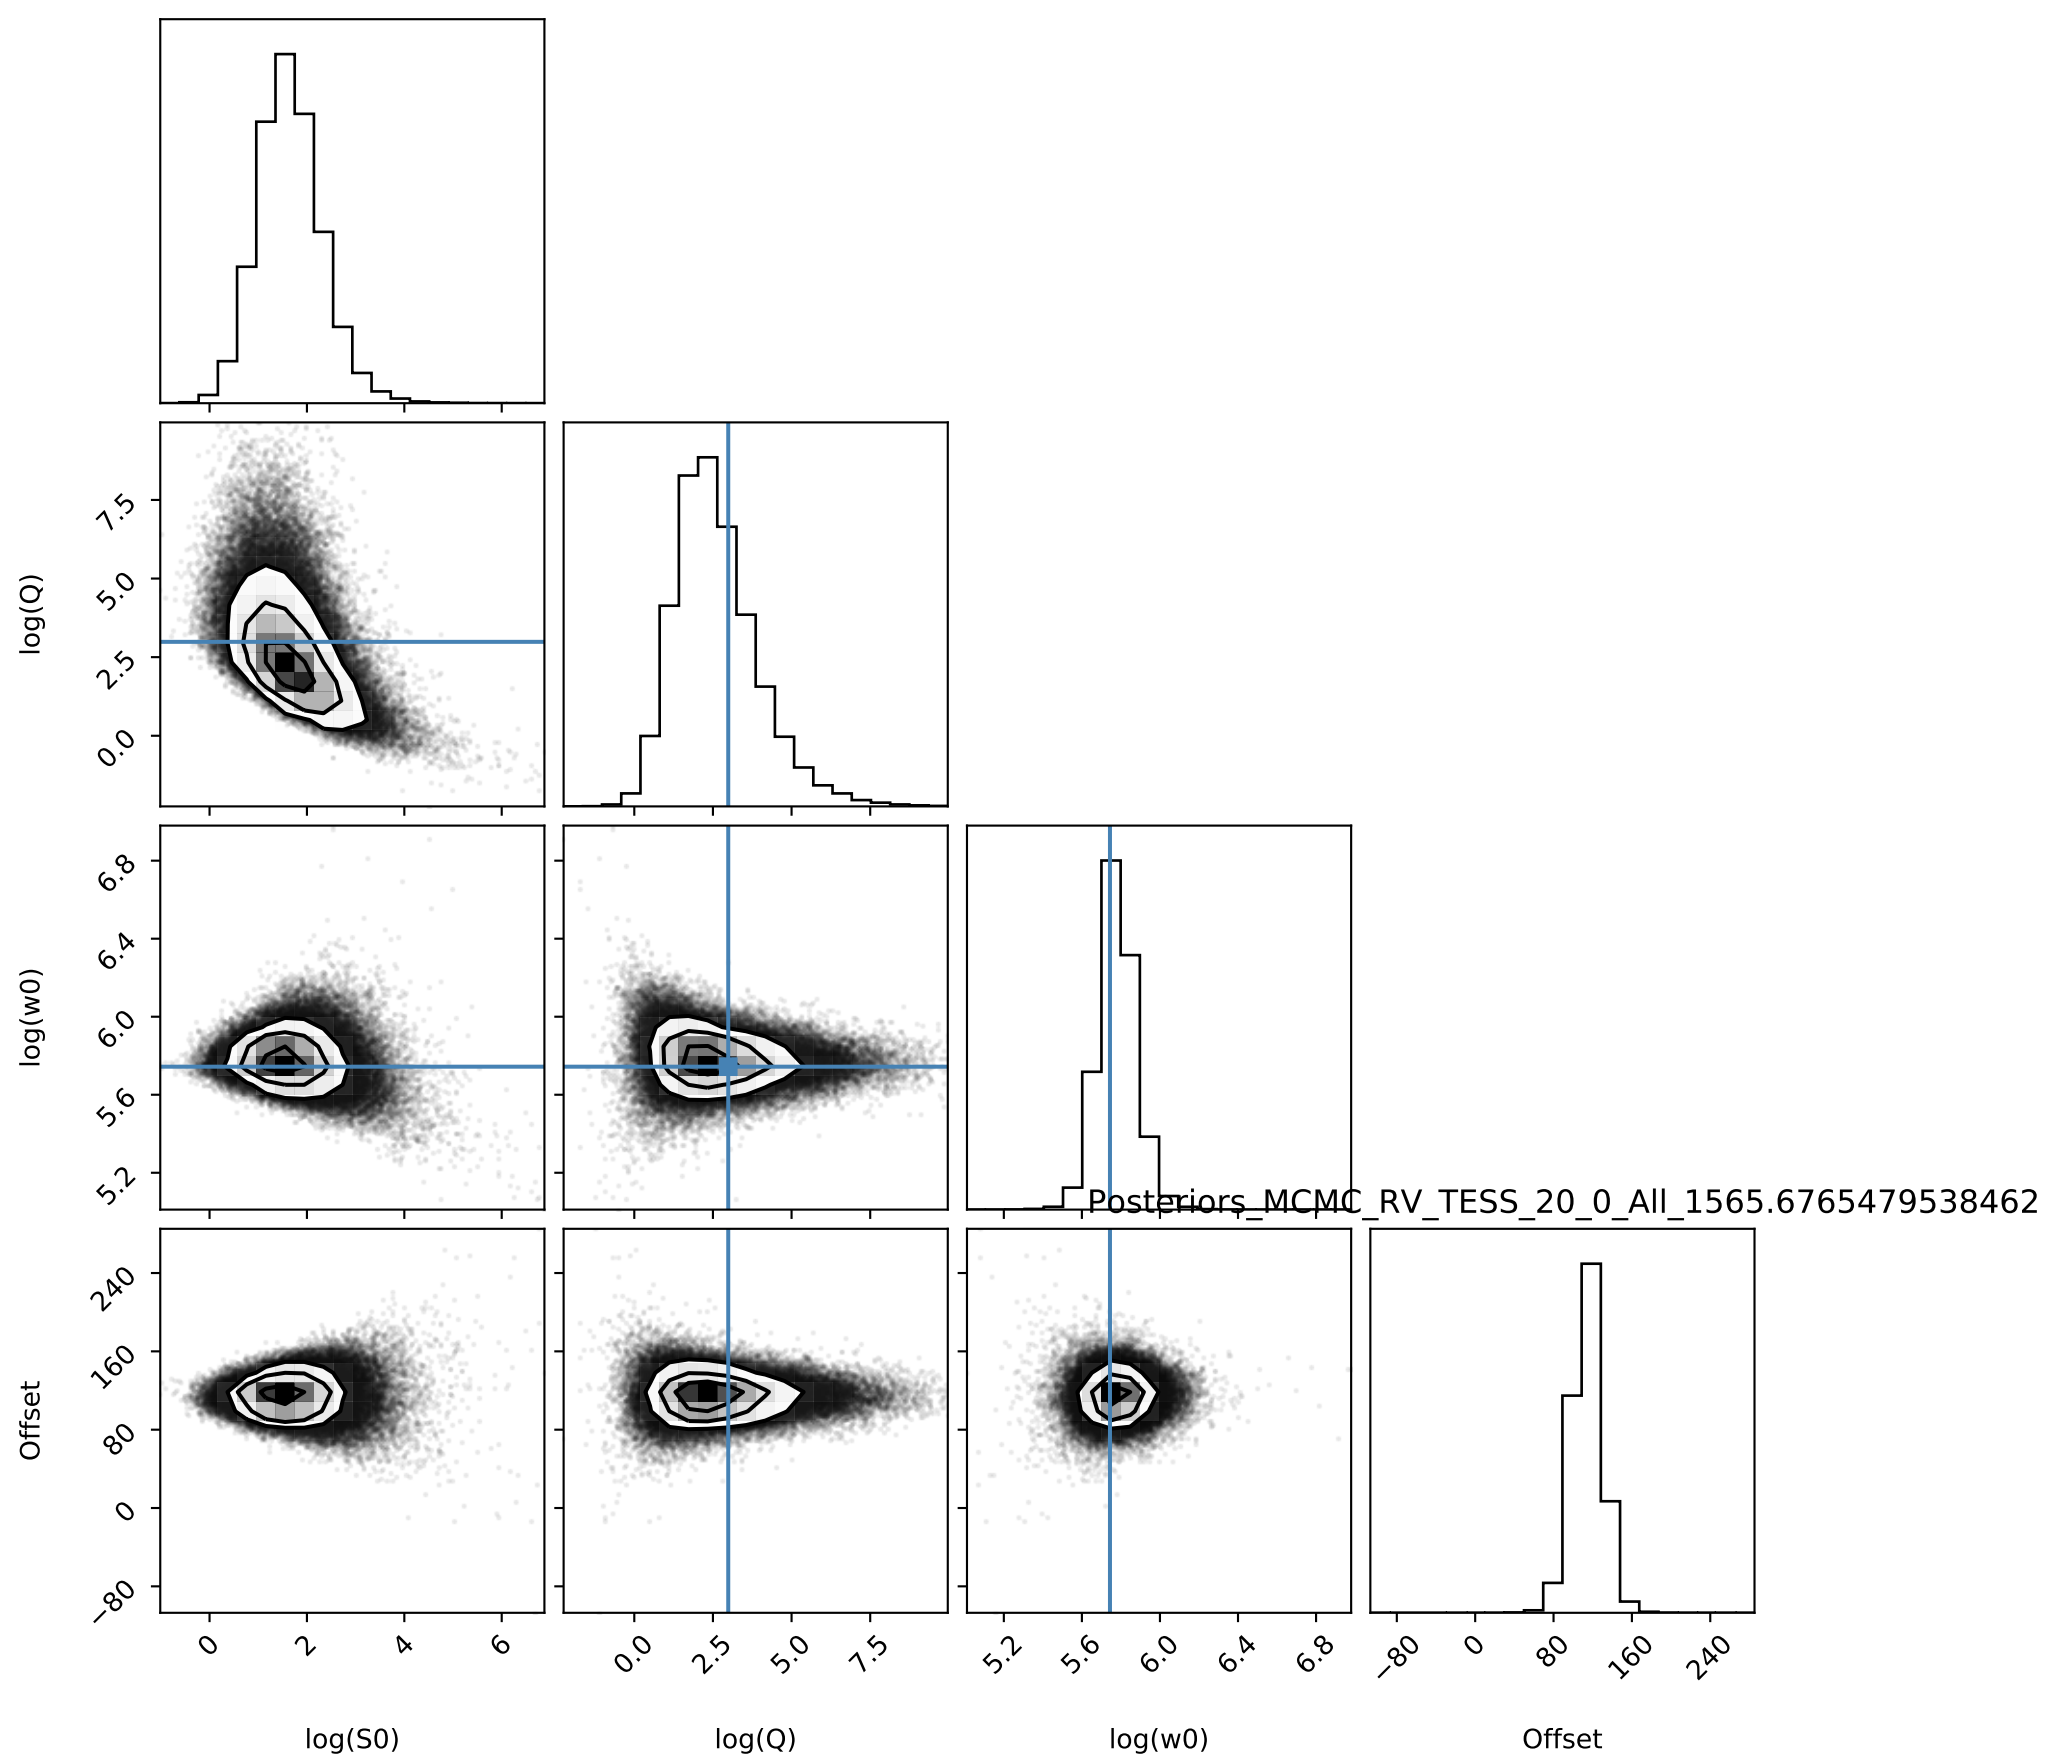 log(Q)
7.5
5.0
2.5
0.0
log(w0)
6.8
6.4
6.0
5.6
5.2
Posteriors_MCMC_RV_TESS_20_0_All_1565.6765479538462
Offset
240
160
80
0
−80
0 2 4 6
0.0 2.5 5.0 7.5
5.2 5.6 6.0 6.4 6.8
−80 0 80 160 240
log(S0) log(Q) log(w0) Offset